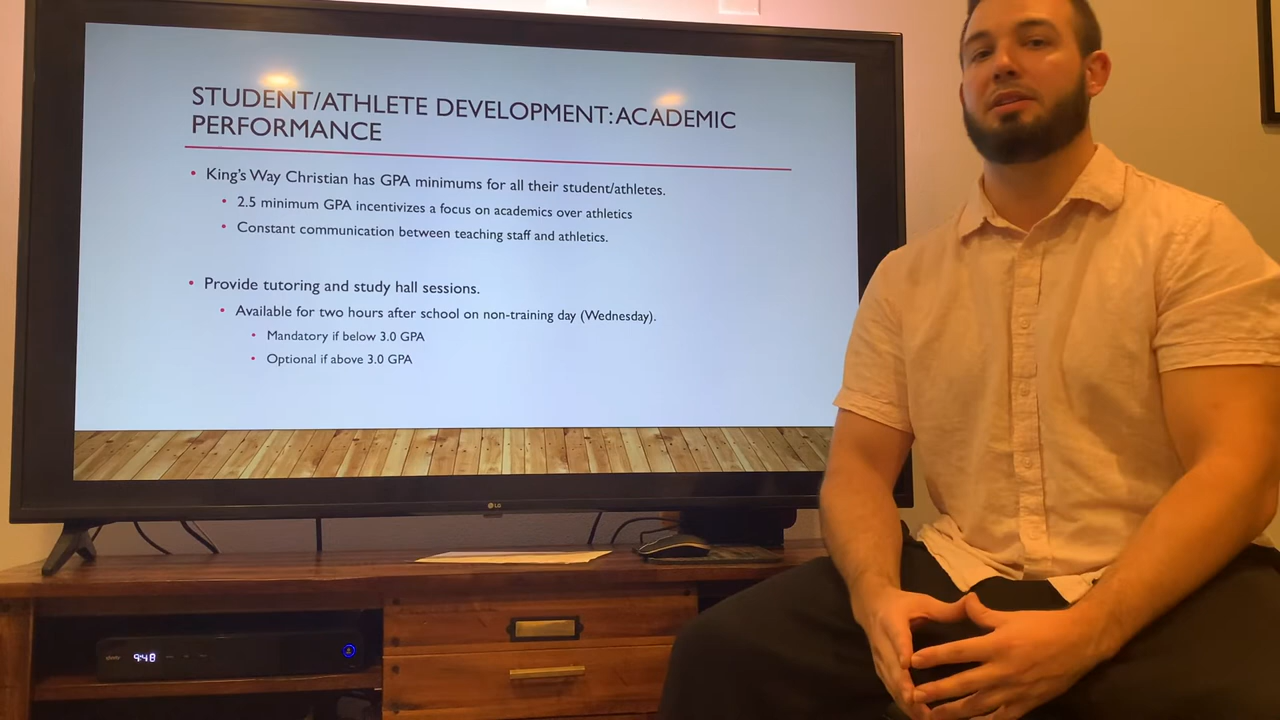 STUDENT/ATHLETE DEVELOPMENT: ACADEMIC
PERFORMANCE
• King's Way Christian has GPA minimums for all their student/athletes.
• 2.5 minimum GPA incentivizes a focus on academics over athletics
• Constant communication between teaching staff and athletics.
• Provide tutoring and study hall sessions.
• Available for two hours after school on non-training day (Wednesday).
• Mandatory if below 3.0 GPA
• Optional if above 3.0 GPA
LG
9:48